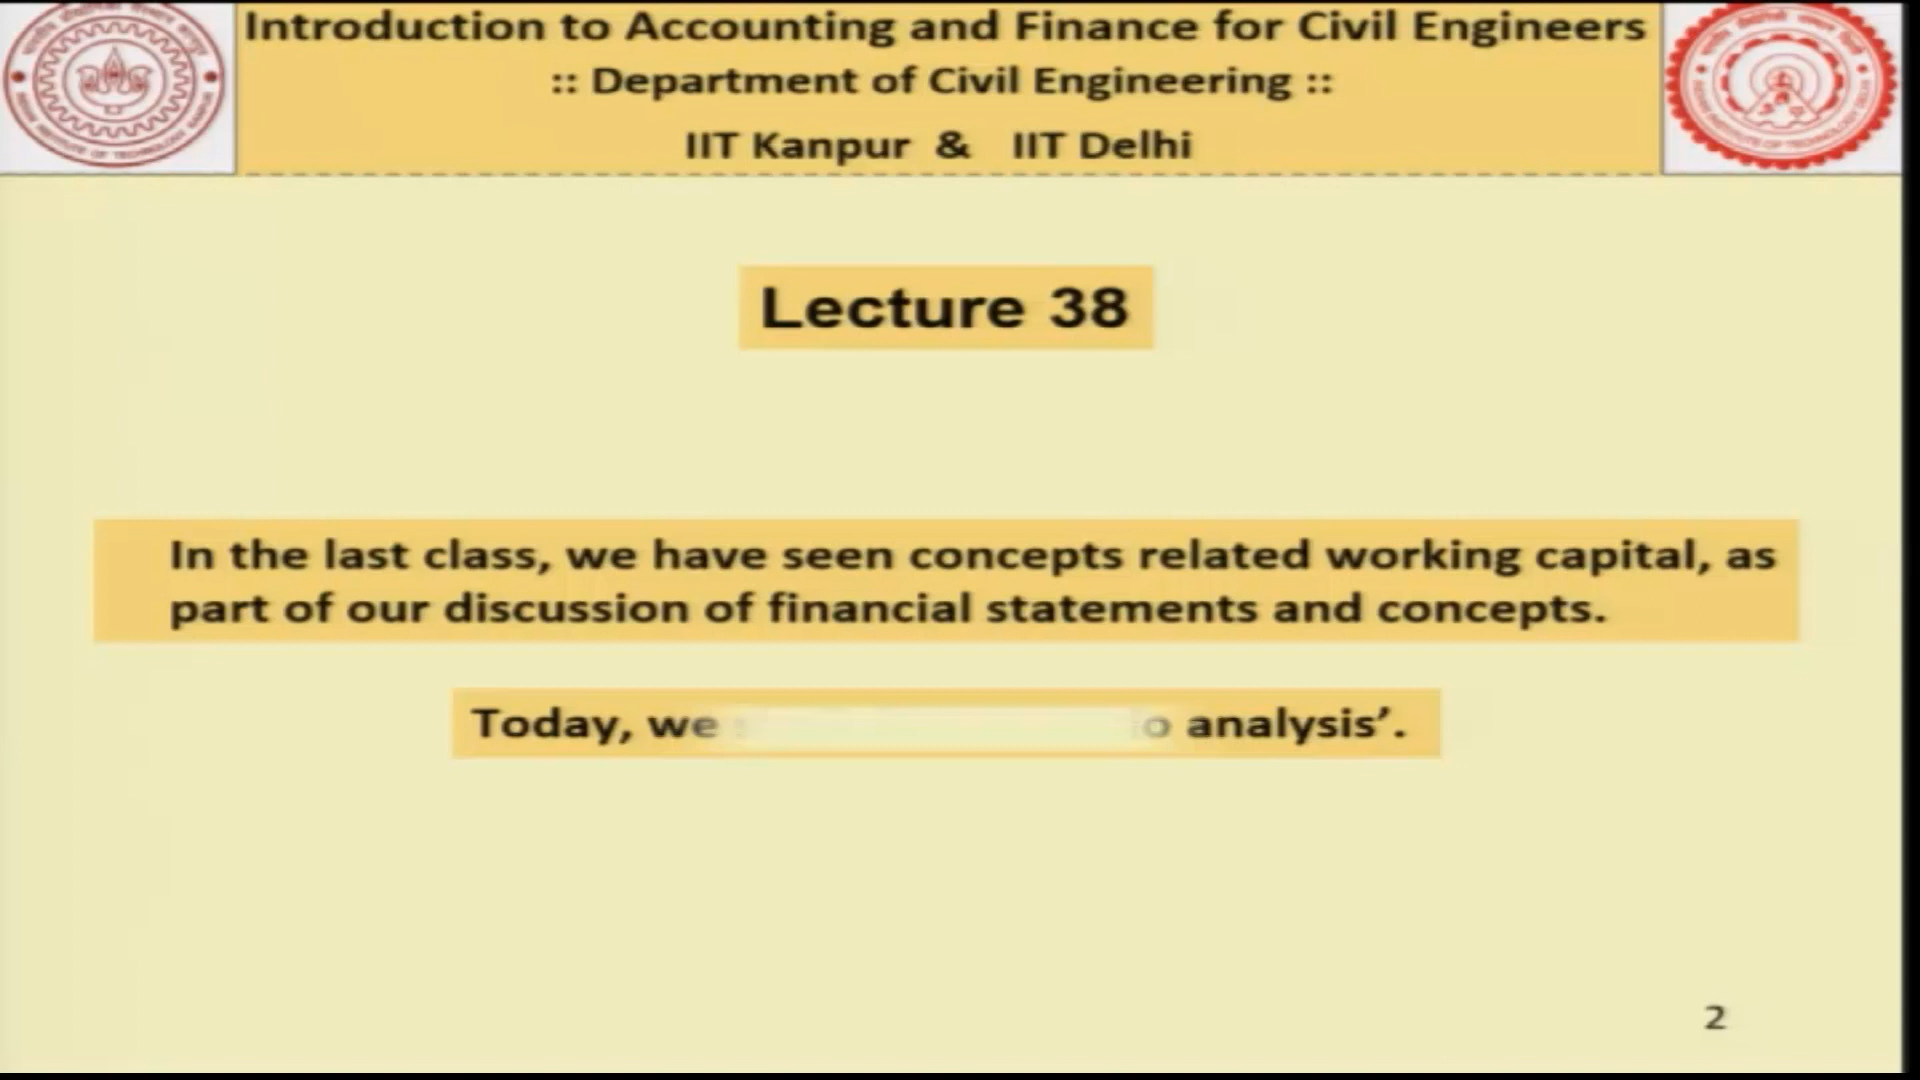 Introduction to Accounting and Finance for Civil Engineers
:: Department of Civil Engineering ::
IIT Kanpur & IIT Delhi
Lecture 38
In the last class, we have seen concepts related working capital, as
part of our discussion of financial statements and concepts.
Today, we analysis’.
2